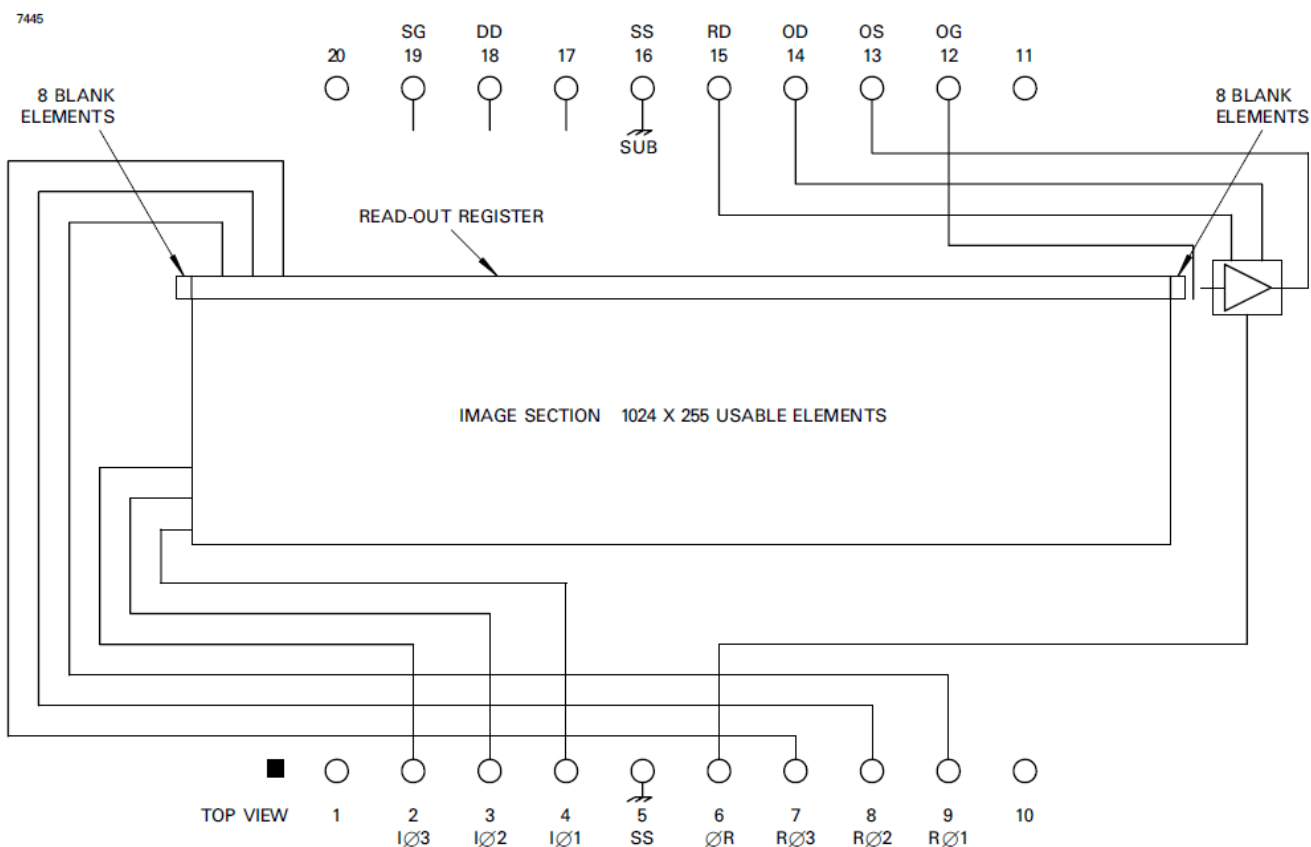 7445
SG DD SS RD OD OS OG
20 19 18 17 16 15 14 13 12 11
8 BLANK
ELEMENTS
8 BLANK
ELEMENTS
SUB
READ-OUT REGISTER
IMAGE SECTION 1024 X 255 USABLE ELEMENTS
TOP VIEW 1 2 3 4 5 6 7 8 9 10
I∅3 I∅2 I∅1 SS ∅R R∅3 R∅2 R∅1